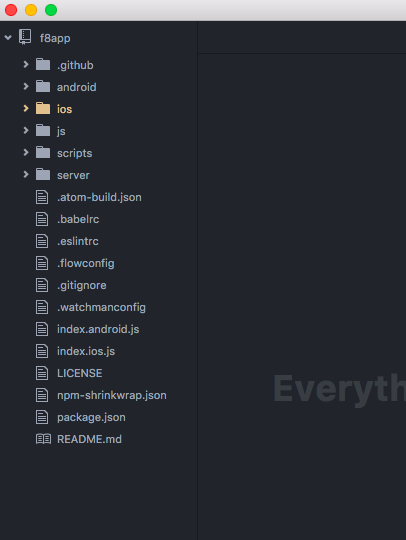 f8app
.github
android
ios
js
scripts
server
.atom-build.json
.babelrc
.eslintrc
.flowconfig
.gitignore
.watchmanconfig
index.android.js
index.ios.js
LICENSE
npm-shrinkwrap.json
package.json
README.md
Everyth